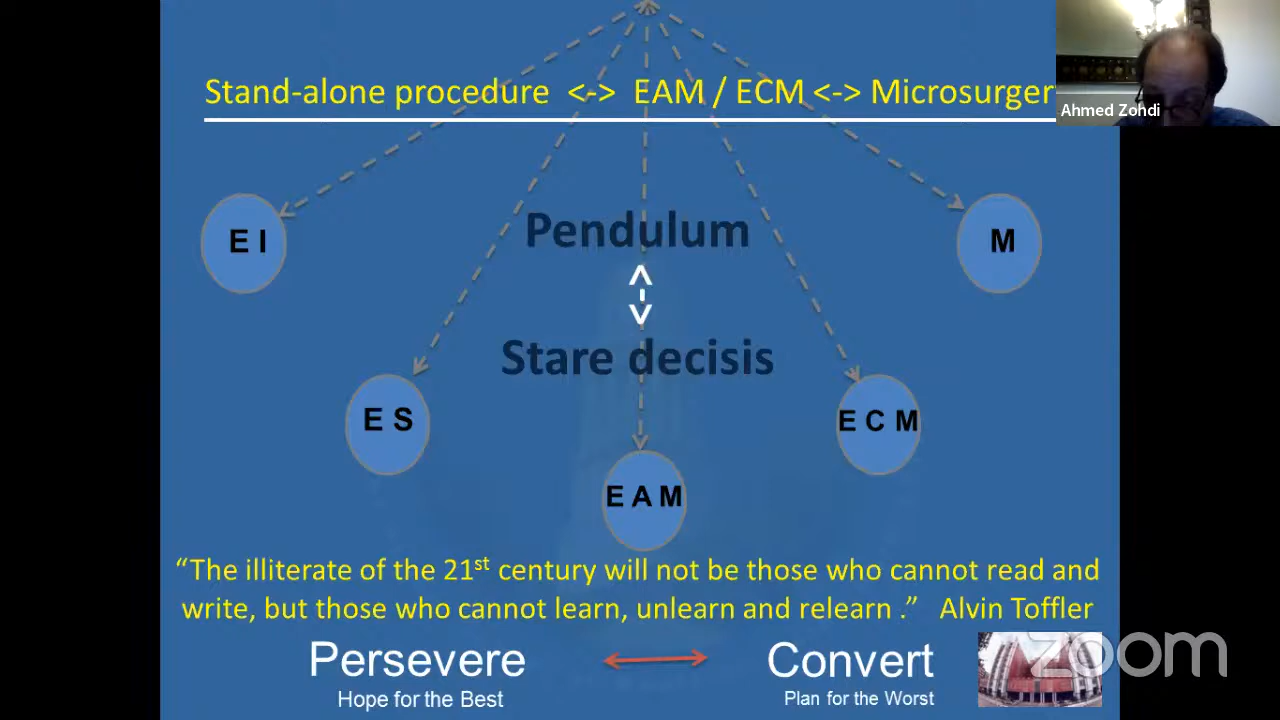 Stand-alone procedure <-> EAM / ECM <-> Microsurger
Ahmed Zohdi
E I
Pendulum
M
Stare decisis
E S
E C M
E A M
“The illiterate of the 21st century will not be those who cannot read and
write, but those who cannot learn, unlearn and relearn .” Alvin Toffler
Persevere
Convert
Hope for the Best
Plan for the Worst
zoom